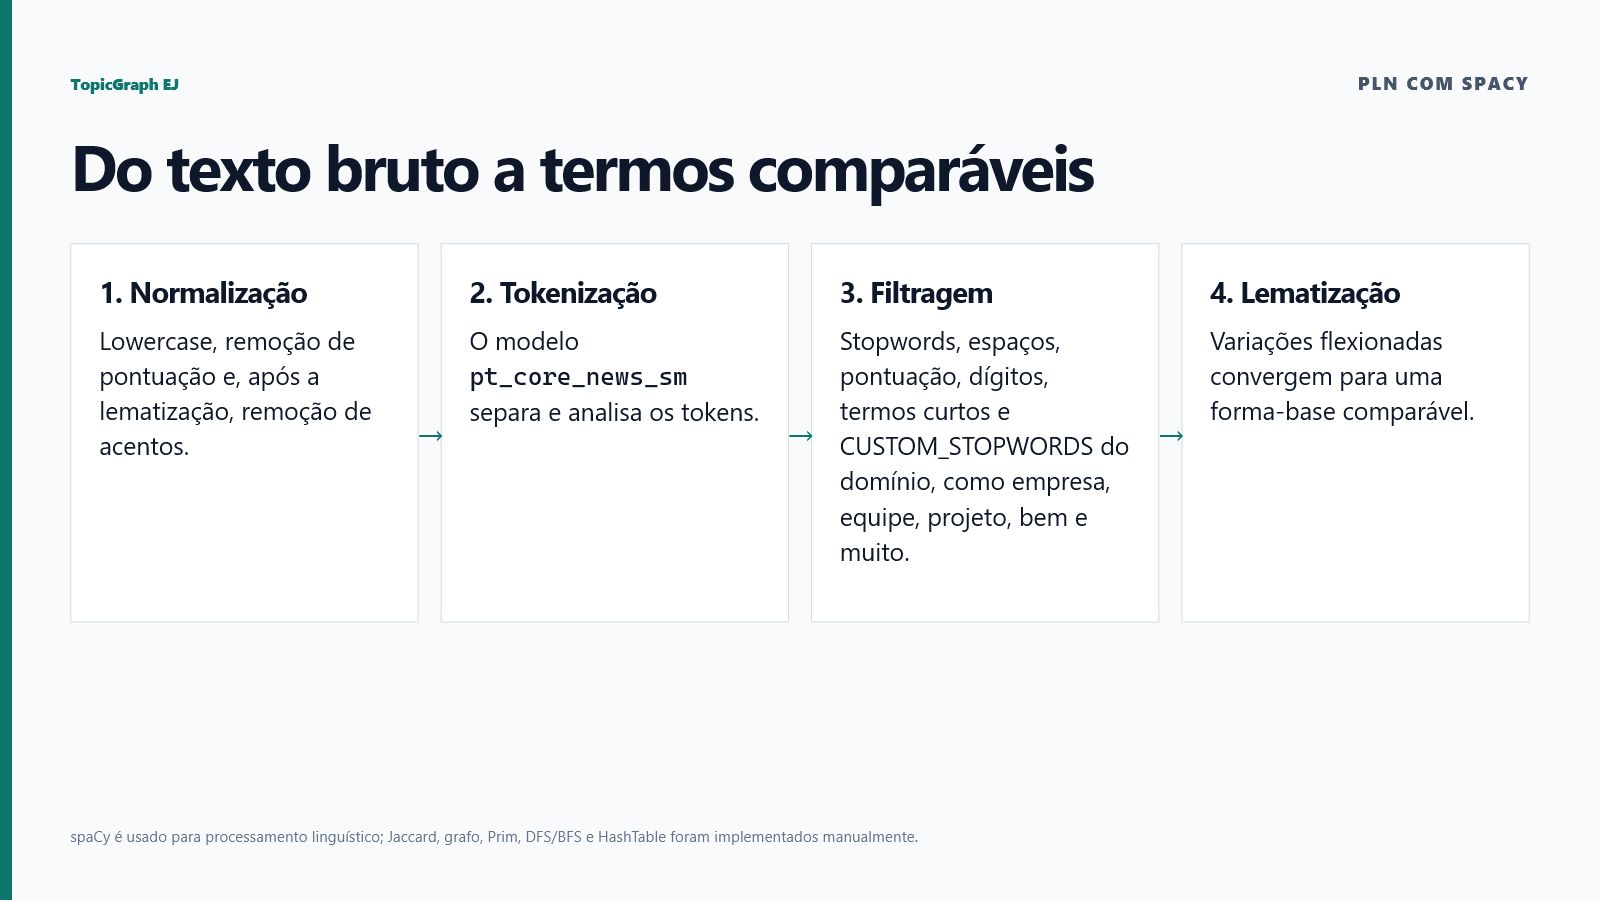 TopicGraph EJ
PLN COM SPACY
Do texto bruto a termos comparáveis
1. Normalização
Lowercase, remoção de
pontuação e, após a
lematização, remoção de
acentos.
→
2. Tokenização
O modelo
pt_core_news_sm
separa e analisa os tokens.
→
3. Filtragem
Stopwords, espaços,
pontuação, dígitos,
termos curtos e
CUSTOM_STOPWORDS do
domínio, como empresa,
equipe, projeto, bem e
muito.
→
4. Lematização
Variações flexionadas
convergem para uma
forma-base comparável.
spaCy é usado para processamento linguístico; Jaccard, grafo, Prim, DFS/BFS e HashTable foram implementados manualmente.